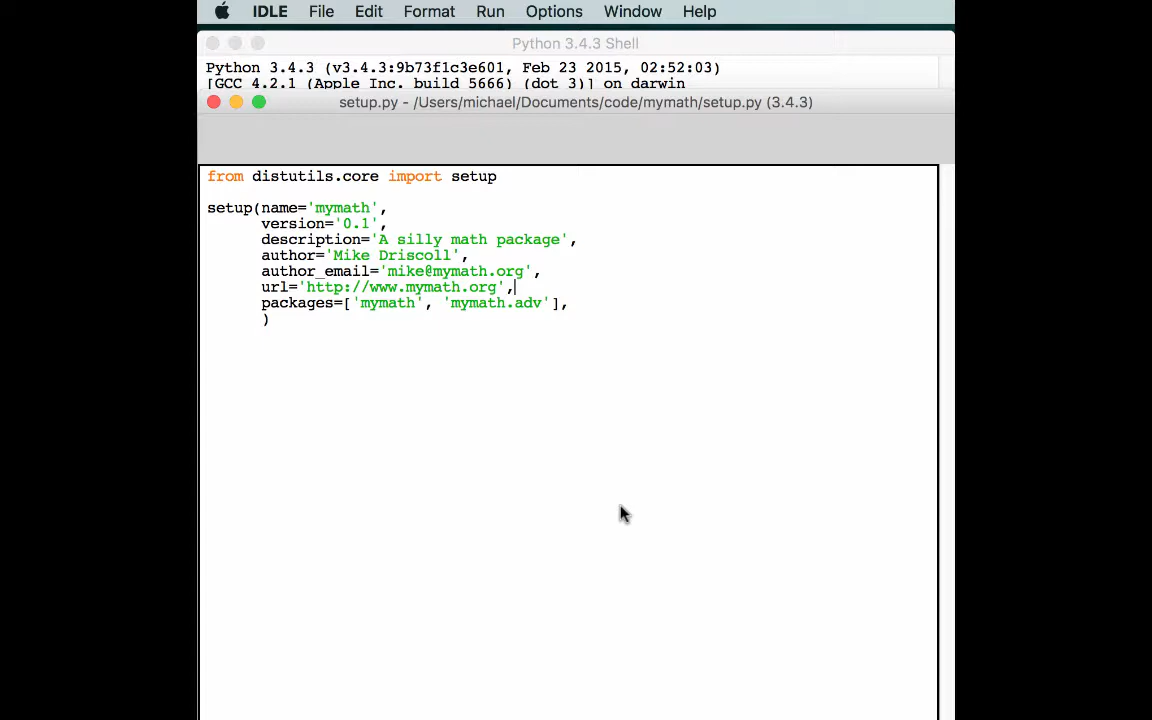 IDLE File Edit Format Run Options Window Help
Python 3.4.3 Shell
Python 3.4.3 (v3.4.3:9b73f1c3e601, Feb 23 2015, 02:52:03)
[GCC 4.2.1 (Apple Inc. build 5666) (dot 3)] on darwin
setup.py - /Users/michael/Documents/code/mymath/setup.py (3.4.3)
from distutils.core import setup
setup(name='mymath',
version='0.1',
description='A silly math package',
author='Mike Driscoll',
author_email='mike@mymath.org',
url='http://www.mymath.org',
packages=['mymath', 'mymath.adv'],
)